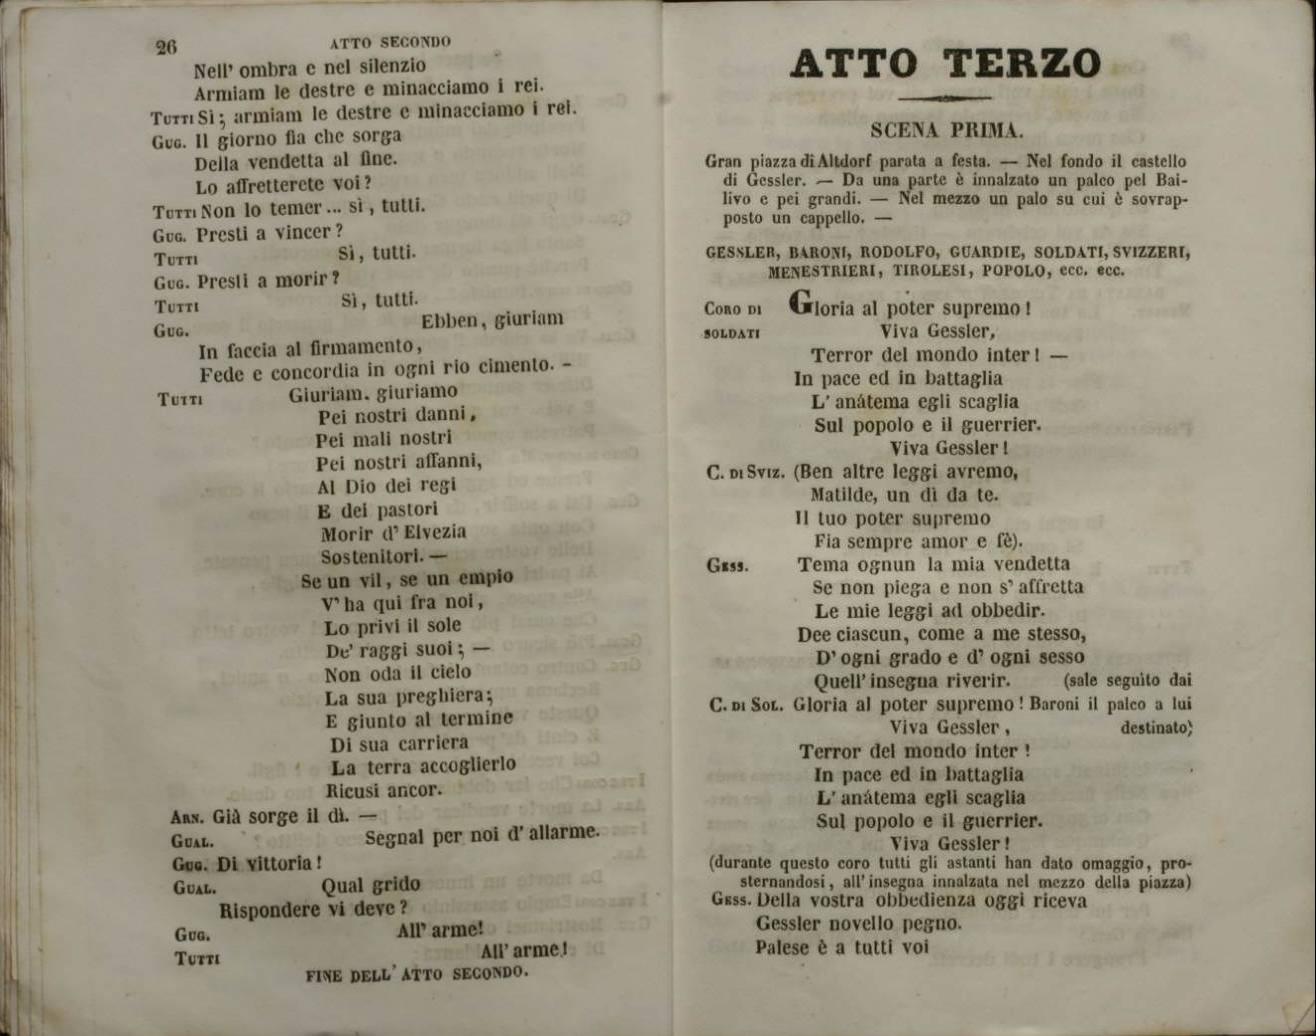 26
ATTO SECONDO
Nell' ombra e nel silenzio
Armiam le destre e minacciamo i rei.
TUTTI Sì; armiam le destre e minacciamo i rei.
GUG. Il giorno fia che sorga
Della vendetta al fine.
Lo affretterete voi?
TUTTI Non lo temer... sì, tutti.
GUG. Presti a vincer?
TUTTI Sì, tutti.
GUG. Presti a morir?
TUTTI Sì, tutti.
GUG. Ebben, giuriam
In faccia al firmamento,
Fede e concordia in ogni rio cimento. -
TUTTI Giuriam. giuriamo
Pei nostri danni,
Pei mali nostri
Pei nostri affanni,
Al Dio dei regi
E dei pastori
Morir d' Elvezia
Sostenitori. —
Se un vil, se un empio
V' ha qui fra noi,
Lo privi il sole
De' raggi suoi; —
Non oda il cielo
La sua preghiera;
E giunto al termine
Di sua carriera
La terra accoglierlo
Ricusi ancor.
ARN. Già sorge il dì. —
GUAL. Segnal per noi d' allarme.
GUG. Di vittoria!
GUAL. Qual grido
Rispondere vi deve?
GUG. All' arme!
TUTTI All' arme!
FINE DELL' ATTO SECONDO.
ATTO TERZO
SCENA PRIMA.
Gran piazza di Altdorf parata a festa. — Nel fondo il castello
di Gessler. — Da una parte è innalzato un palco pel Bai-
livo e pei grandi. — Nel mezzo un palo su cui è sovrap-
posto un cappello. —
GESSLER, BARONI, RODOLFO, GUARDIE, SOLDATI, SVIZZERI,
MENESTRIERI, TIROLESI, POPOLO, ecc. ecc.
CORO DI Gloria al poter supremo!
SOLDATI Viva Gessler,
Terror del mondo inter! —
In pace ed in battaglia
L' anátema egli scaglia
Sul popolo e il guerrier.
Viva Gessler!
C. DI SVIZ. (Ben altre leggi avremo,
Matilde, un dì da te.
Il tuo poter supremo
Fia sempre amor e fè).
GESS. Tema ognun la mia vendetta
Se non piega e non s' affretta
Le mie leggi ad obbedir.
Dee ciascun, come a me stesso,
D' ogni grado e d' ogni sesso
Quell' insegna riverir. (sale seguito dai
C. DI SOL. Gloria al poter supremo! Baroni il palco a lui
Viva Gessler, destinato)
Terror del mondo inter!
In pace ed in battaglia
L' anátema egli scaglia
Sul popolo e il guerrier.
Viva Gessler!
(durante questo coro tutti gli astanti han dato omaggio, pro-
sternandosi, all' insegna innalzata nel mezzo della piazza)
GESS. Della vostra obbedienza oggi riceva
Gessler novello pegno.
Palese è a tutti voi